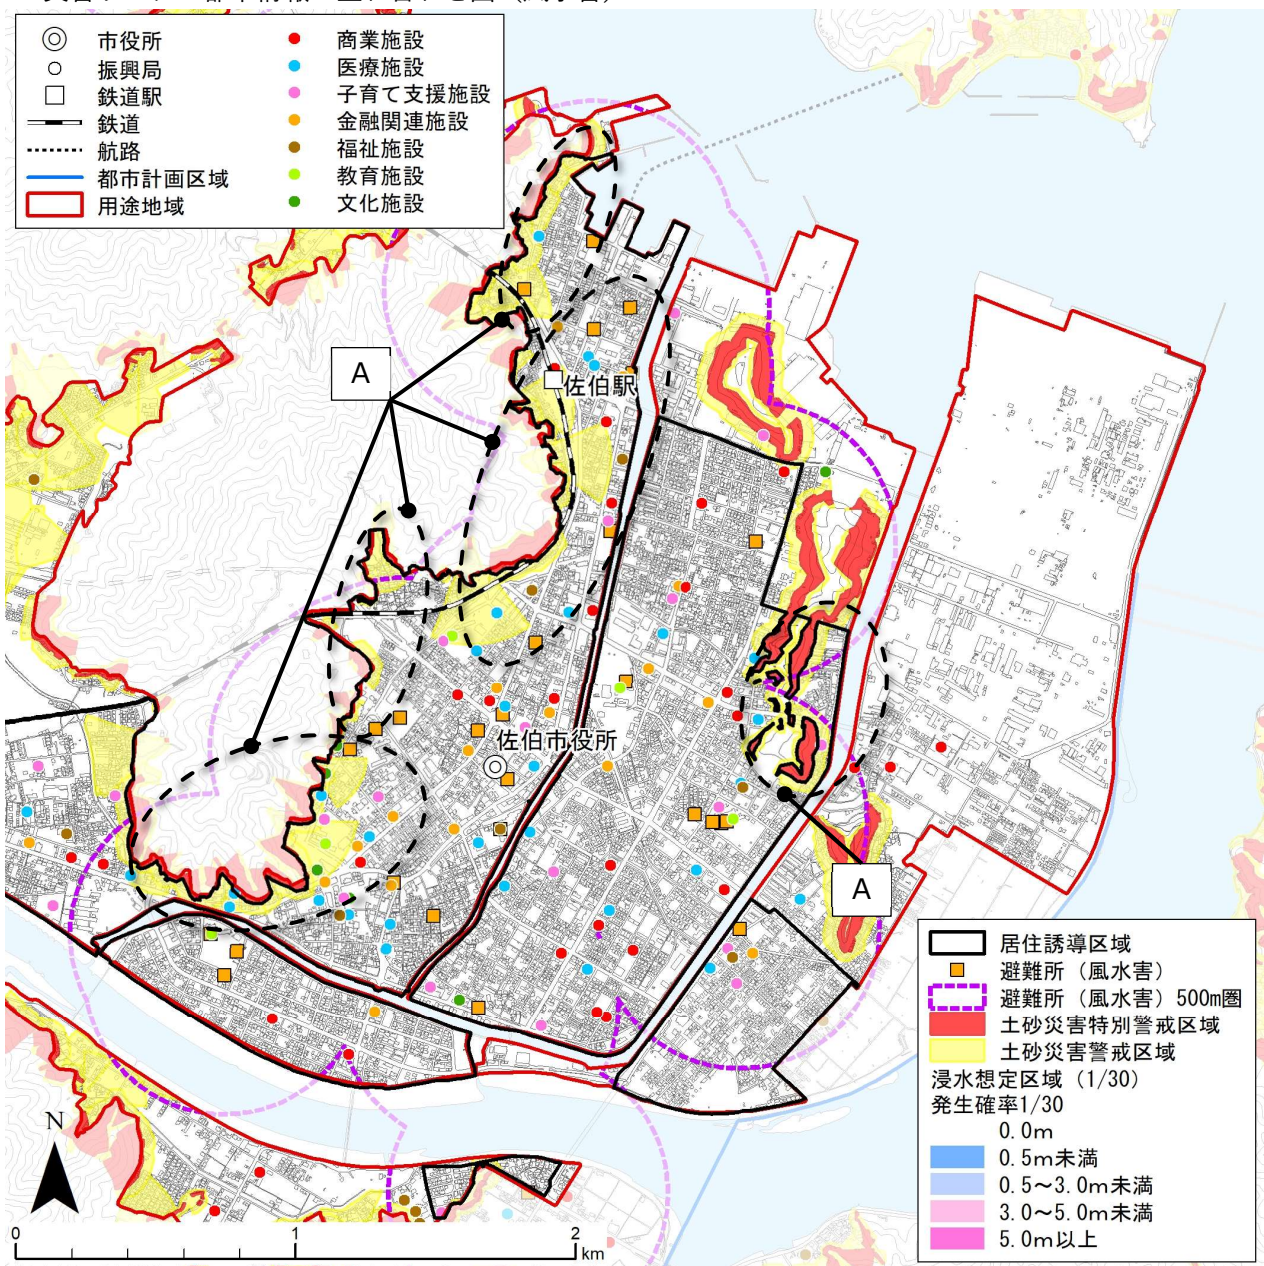 市役所
振興局
鉄道駅
鉄道
航路
都市計画区域
用途地域
商業施設
医療施設
子育て支援施設
金融関連施設
福祉施設
教育施設
文化施設
A
佐伯駅
佐伯市役所
A
居住誘導区域
避難所（風水害）
避難所（風水害）500m圏
土砂災害特別警戒区域
土砂災害警戒区域
浸水想定区域（1/30）
発生確率1/30
0.0m
0.5m未満
0.5～3.0m未満
3.0～5.0m未満
5.0m以上
N
0 1 2
km